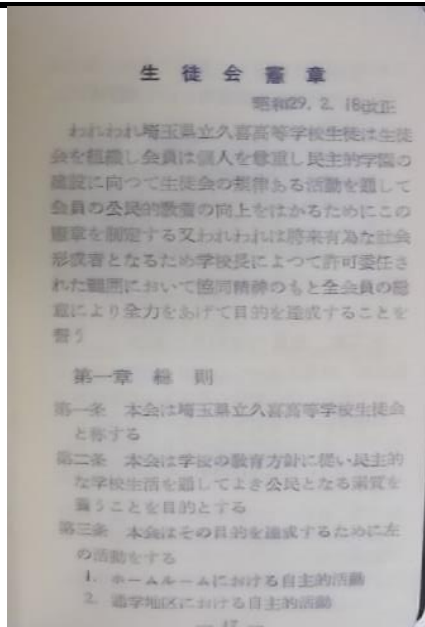 生徒会憲章
昭和29.2.18改正
われわれ埼玉県立久喜高等学校生徒は生徒
会を組織し会員は個人を尊重し民主的学園の
建設に向つて生徒会の規律ある活動を通して
会員の公民的教養の向上をはかるためにこの
憲章を制定する又われわれは将来有為な社会
形成者となるため学校長によつて許可委任さ
れた範囲において協同精神のもと全会員の総
意により全力をあげて目的を達成することを
誓う
第一章 総則
第一条 本会は埼玉県立久喜高等学校生徒会
と称する
第二条 本会は学校の教育方針に従い民主的
な学校生活を通してよき公民となる素質を
養うことを目的とする
第三条 本会はその目的を達成するために左
の活動をする
1. ホームルームにおける自主的活動
2. 通学地区における自主的活動
— 17 —